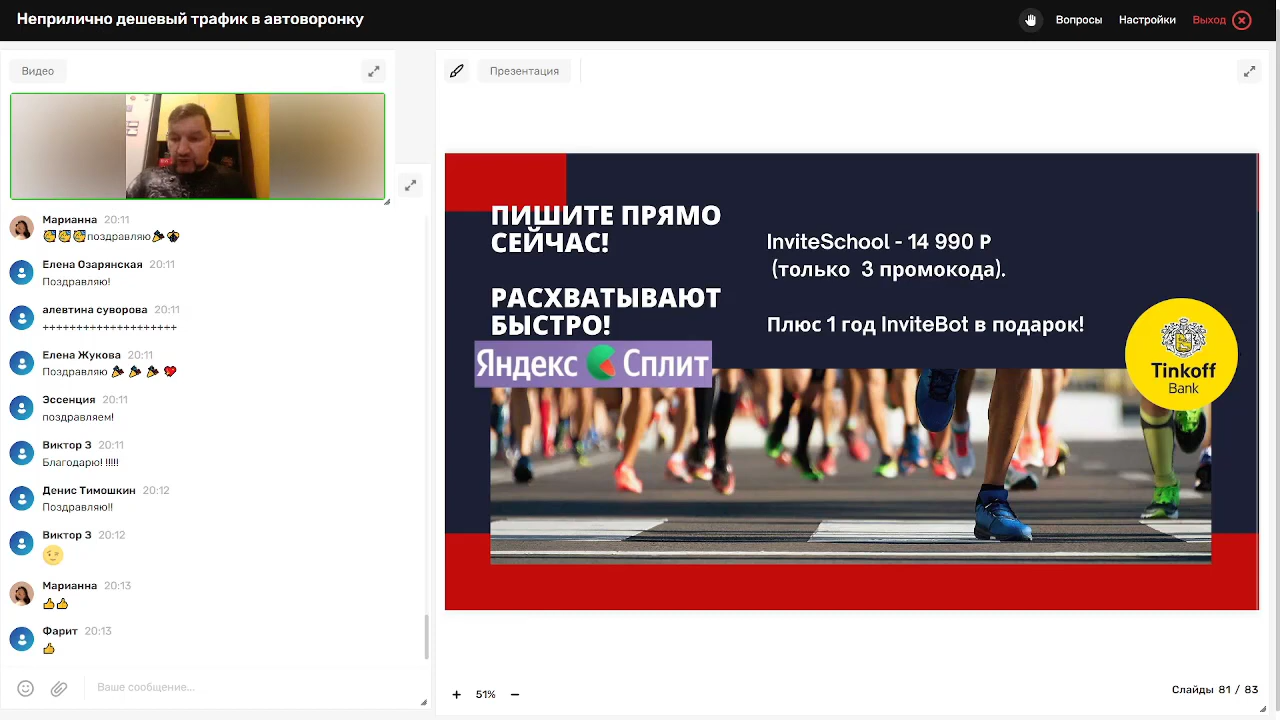 Неприлично дешевый трафик в автоворонку
Вопросы
Настройки
Выход
Видео
Марианна 20:11
поздравляю
Елена Озарянская 20:11
Поздравляю!
алевтина суворова 20:11
++++++++++++++++++++
Елена Жукова 20:11
Поздравляю
Эссенция 20:11
поздравляем!
Виктор З 20:11
Благодарю! !!!!!
Денис Тимошкин 20:12
Поздравляю!!
Виктор З 20:12
Марианна 20:13
Фарит 20:13
Ваше сообщение...
Презентация
ПИШИТЕ ПРЯМО
СЕЙЧАС!
РАСХВАТЫВАЮТ
БЫСТРО!
Яндекс Сплит
InviteSchool - 14 990 Р
(только 3 промокода).
Плюс 1 год InviteBot в подарок!
Tinkoff
Bank
+ 51% −
Слайды 81 / 83